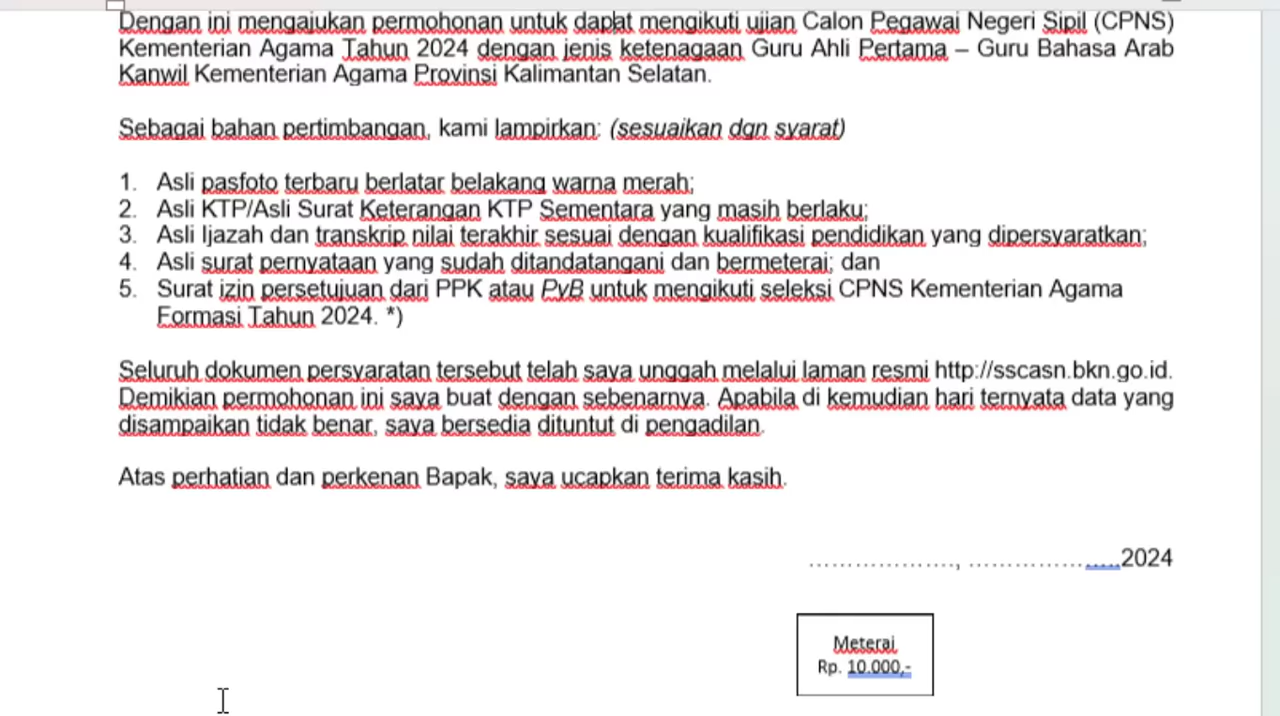 Dengan ini mengajukan permohonan untuk dapat mengikuti ujian Calon Pegawai Negeri Sipil (CPNS)
Kementerian Agama Tahun 2024 dengan jenis ketenagaan Guru Ahli Pertama – Guru Bahasa Arab
Kanwil Kementerian Agama Provinsi Kalimantan Selatan.
Sebagai bahan pertimbangan, kami lampirkan: (sesuaikan dgn syarat)
1. Asli pasfoto terbaru berlatar belakang warna merah;
2. Asli KTP/Asli Surat Keterangan KTP Sementara yang masih berlaku;
3. Asli Ijazah dan transkrip nilai terakhir sesuai dengan kualifikasi pendidikan yang dipersyaratkan;
4. Asli surat pernyataan yang sudah ditandatangani dan bermeterai; dan
5. Surat izin persetujuan dari PPK atau PyB untuk mengikuti seleksi CPNS Kementerian Agama
Formasi Tahun 2024. *)
Seluruh dokumen persyaratan tersebut telah saya unggah melalui laman resmi http://sscasn.bkn.go.id.
Demikian permohonan ini saya buat dengan sebenarnya. Apabila di kemudian hari ternyata data yang
disampaikan tidak benar, saya bersedia dituntut di pengadilan.
Atas perhatian dan perkenan Bapak, saya ucapkan terima kasih.
…………………, ………………....2024
Meterai
Rp. 10.000,-